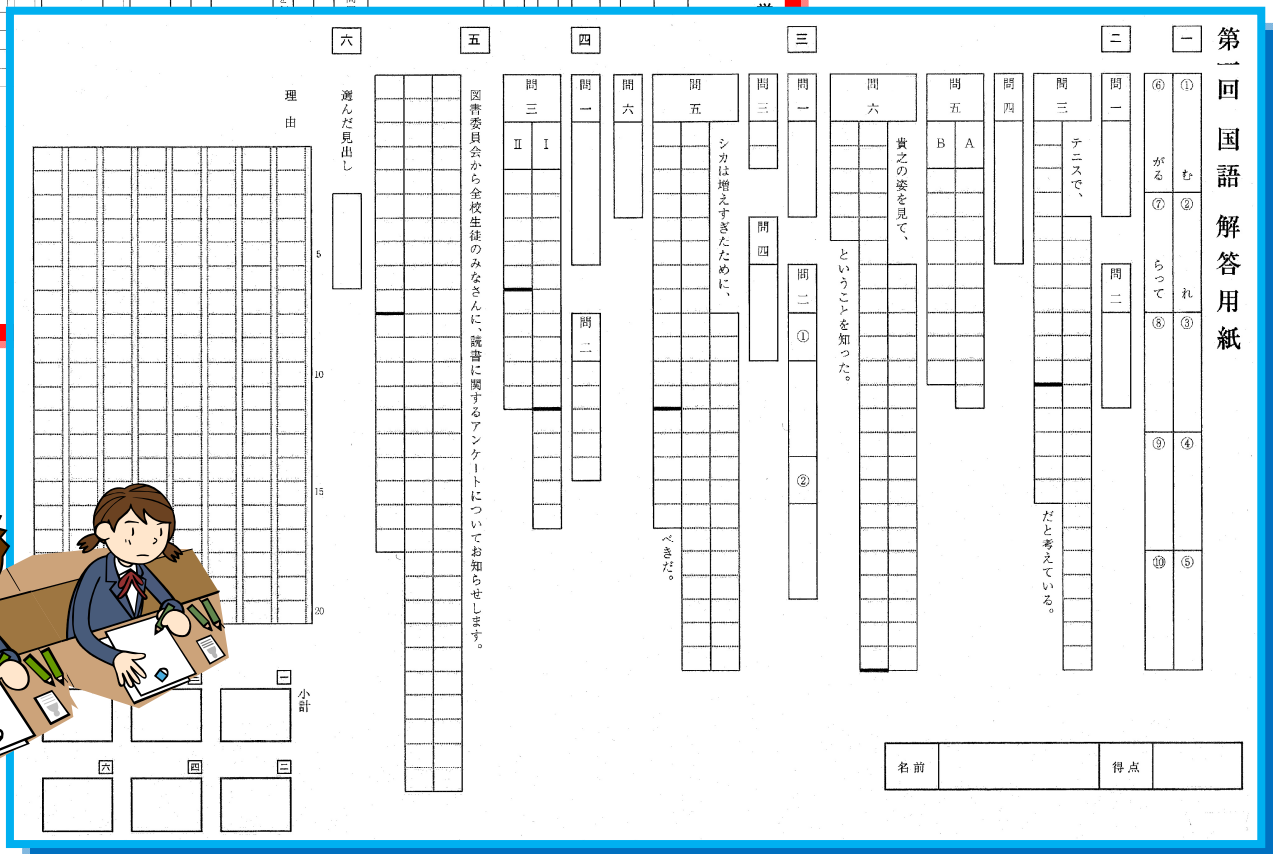 第一回 国語 解答用紙
一
① む
② れ
③
④
⑤
⑥ がる
⑦ らって
⑧
⑨
⑩
二
問一
問二
問三
テニスで、
だと考えている。
問四
問五
A
B
問六
貴之の姿を見て、
ということを知った。
三
問一
問二
①
②
問三
問四
問五
シカは増えすぎたために、
べきだ。
問六
四
問一
問二
問三
I
II
五
図書委員会から全校生徒のみなさんに、読書に関するアンケートについてお知らせします。
六
選んだ見出し
理由
5
10
15
20
小計
一
三
二
四
六
名前
得点